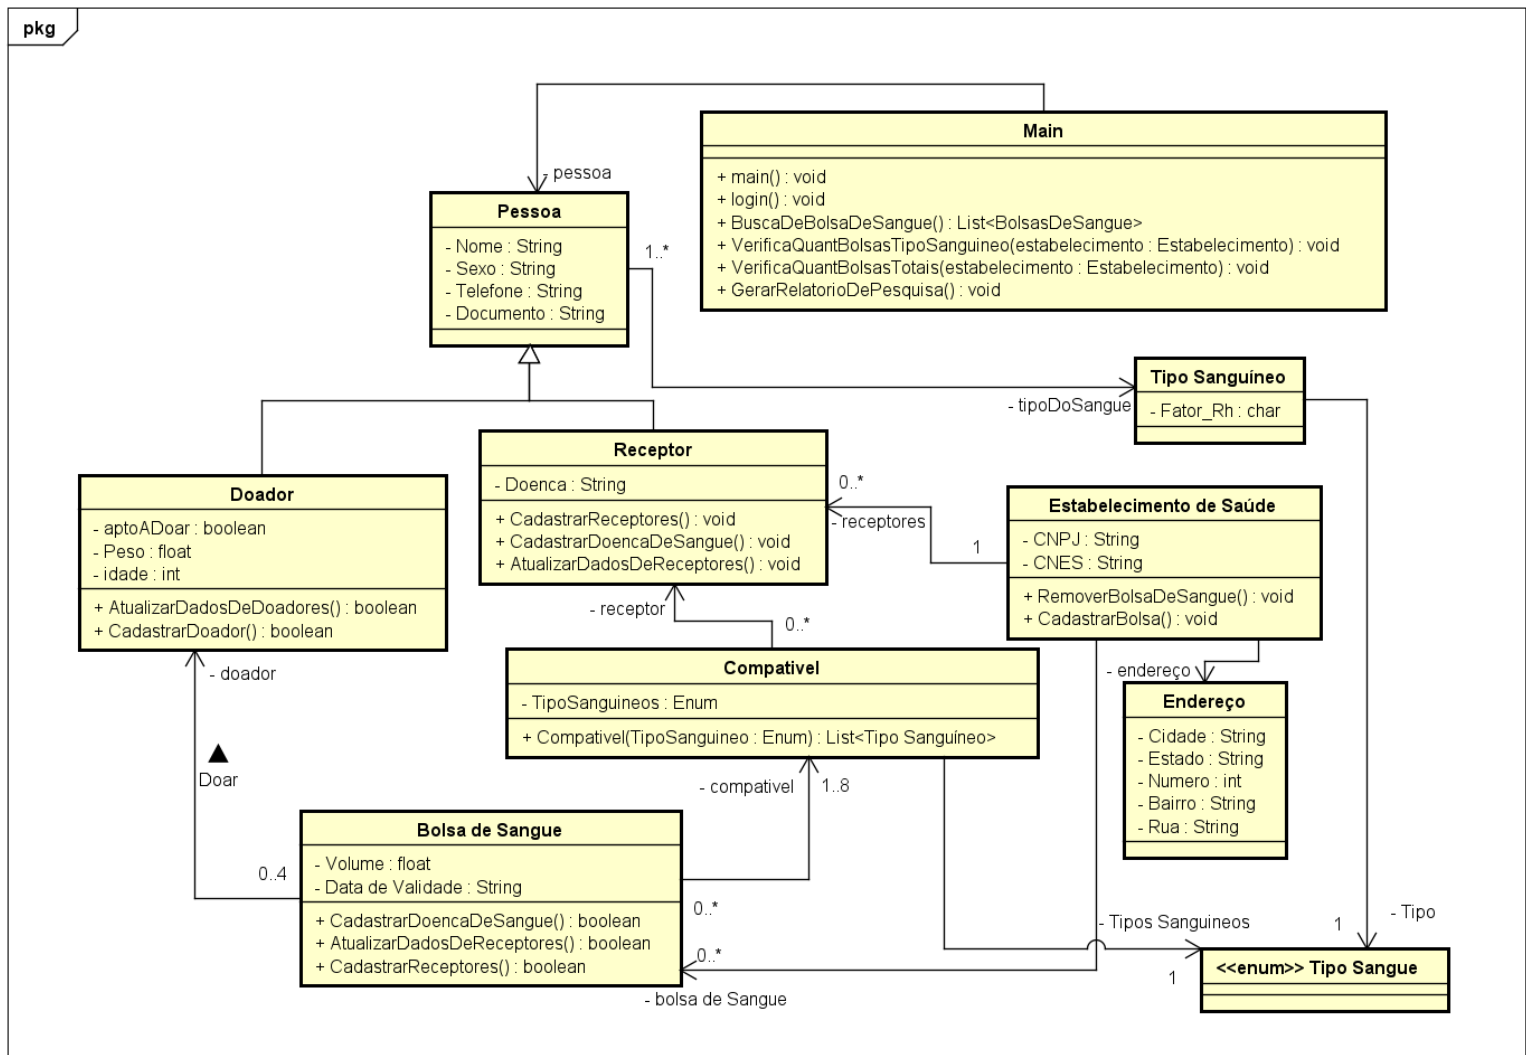 pkg
Main
+ main() : void
+ login() : void
+ BuscaDeBolsaDeSangue() : List<BolsasDeSangue>
+ VerificaQuantBolsasTipoSanguineo(estabelecimento : Estabelecimento) : void
+ VerificaQuantBolsasTotais(estabelecimento : Estabelecimento) : void
+ GerarRelatorioDePesquisa() : void
- pessoa
Pessoa
- Nome : String
- Sexo : String
- Telefone : String
- Documento : String
1..*
- tipoDoSangue
Tipo Sanguíneo
- Fator_Rh : char
Receptor
- Doenca : String
+ CadastrarReceptores() : void
+ CadastrarDoencaDeSangue() : void
+ AtualizarDadosDeReceptores() : void
0..*
- receptores
1
Doador
- aptoADoar : boolean
- Peso : float
- idade : int
+ AtualizarDadosDeDoadores() : boolean
+ CadastrarDoador() : boolean
Estabelecimento de Saúde
- CNPJ : String
- CNES : String
+ RemoverBolsaDeSangue() : void
+ CadastrarBolsa() : void
- receptor
0..*
- doador
Compativel
- TipoSanguineos : Enum
+ Compativel(TipoSanguineo : Enum) : List<Tipo Sanguíneo>
- endereço
Endereço
- Cidade : String
- Estado : String
- Numero : int
- Bairro : String
- Rua : String
Doar
- compativel
1..8
Bolsa de Sangue
- Volume : float
- Data de Validade : String
+ CadastrarDoencaDeSangue() : boolean
+ AtualizarDadosDeReceptores() : boolean
+ CadastrarReceptores() : boolean
0..4
0..*
0..*
- bolsa de Sangue
- Tipos Sanguineos
1
1
- Tipo
<<enum>> Tipo Sangue